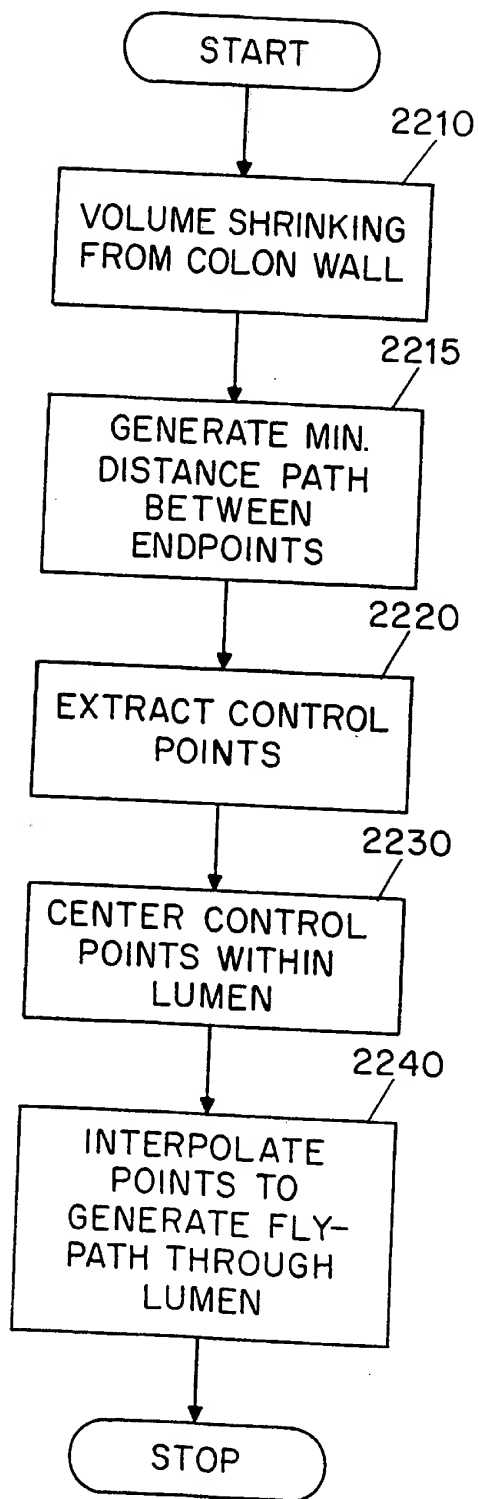 START
2210
VOLUME SHRINKING
FROM COLON WALL
2215
GENERATE MIN.
DISTANCE PATH
BETWEEN
ENDPOINTS
2220
EXTRACT CONTROL
POINTS
2230
CENTER CONTROL
POINTS WITHIN
LUMEN
2240
INTERPOLATE
POINTS TO
GENERATE FLY-
PATH THROUGH
LUMEN
STOP